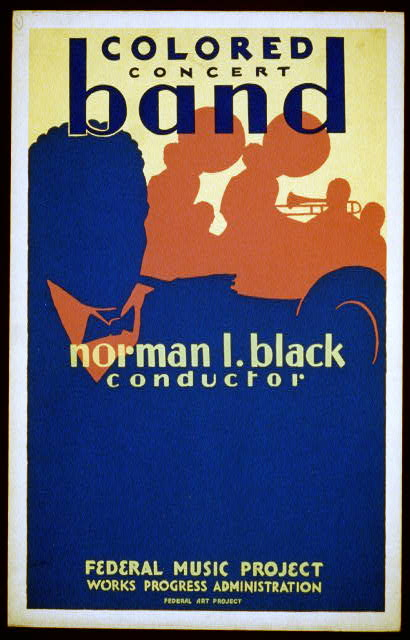 COLORED
CONCERT
band
norman l. black
conductor
FEDERAL MUSIC PROJECT
WORKS PROGRESS ADMINISTRATION
FEDERAL ART PROJECT